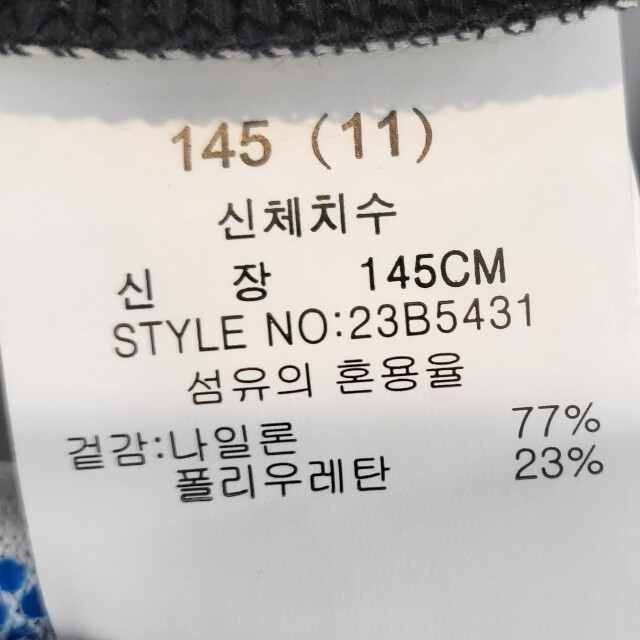 145 (11)
신체치수
신 장 145CM
STYLE NO:23B5431
섬유의 혼용율
겉감:나일론 77%
폴리우레탄 23%